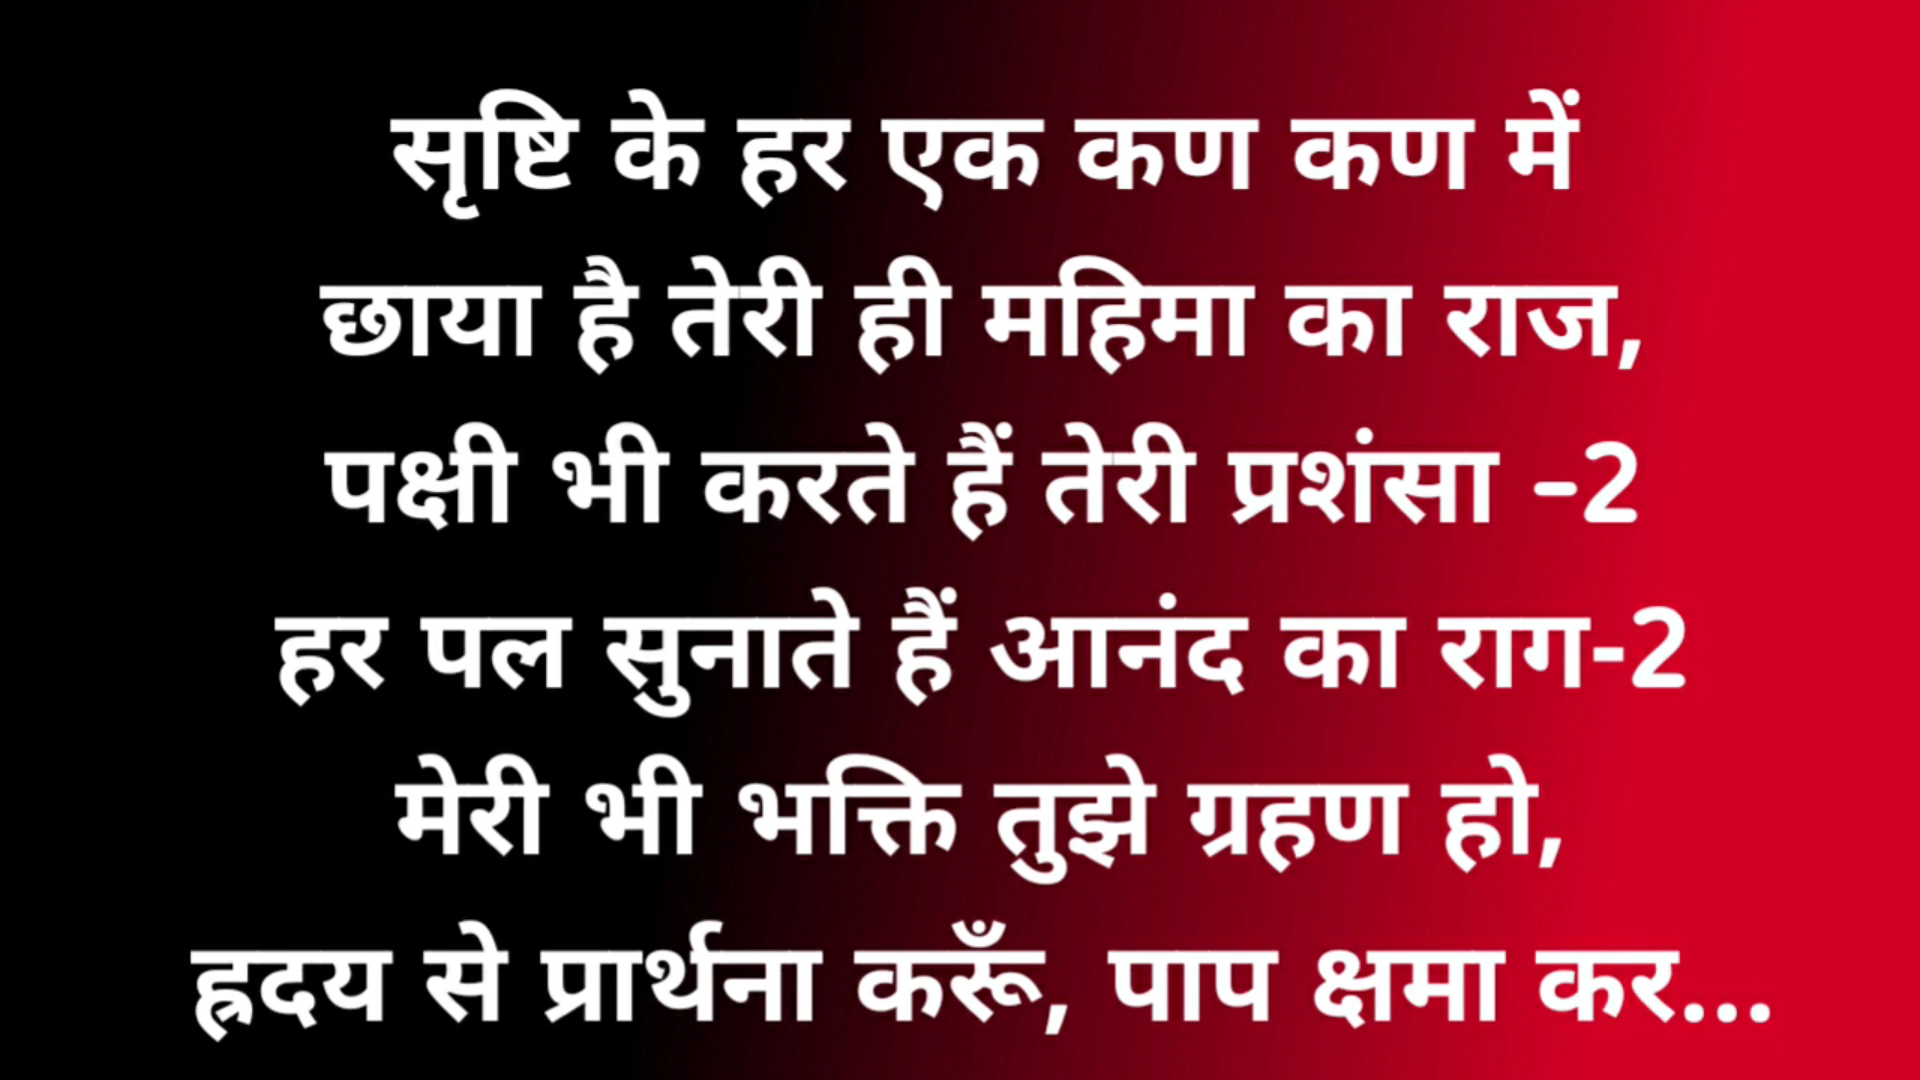 सृष्टि के हर एक कण कण में
छाया है तेरी ही महिमा का राज,
पक्षी भी करते हैं तेरी प्रशंसा –2
हर पल सुनाते हैं आनंद का राग-2
मेरी भी भक्ति तुझे ग्रहण हो,
ह्रदय से प्रार्थना करूँ, पाप क्षमा कर...